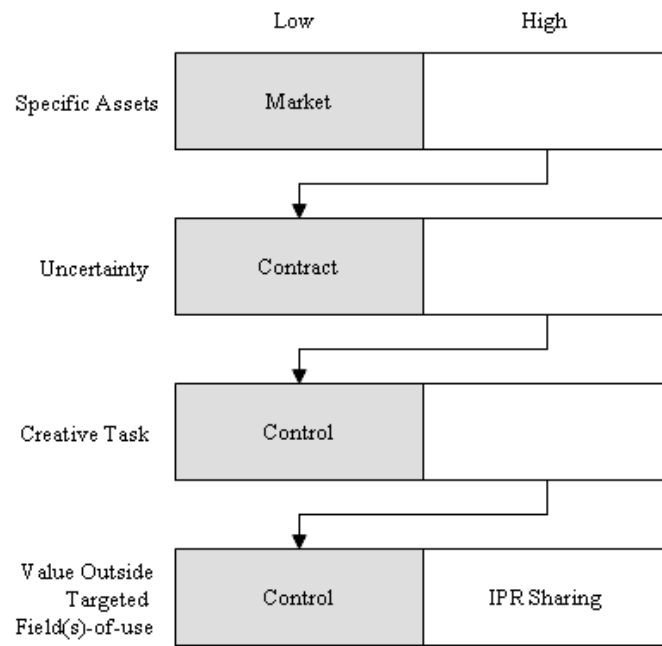 Low High
Specific Assets Market
Uncertainty Contract
Creative Task Control
Value Outside
Targeted
Field(s)-of-use
Control IPR Sharing